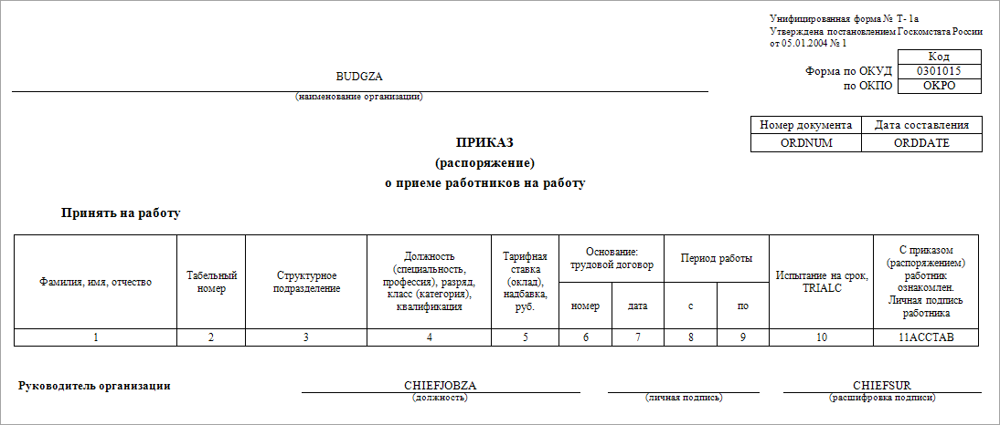 Унифицированная форма № Т- 1а
Утверждена постановлением Госкомстата России
от 05.01.2004 № 1
Код
Форма по ОКУД 0301015
по ОКПО OKPO
BUDGZA
(наименование организации)
Номер документа Дата составления
ORDNUM ORDDATE
ПРИКАЗ
(распоряжение)
о приеме работников на работу
Принять на работу
Фамилия, имя, отчество
Табельный
номер
Структурное
подразделение
Должность
(специальность,
профессия), разряд,
класс (категория),
квалификация
Тарифная
ставка
(оклад),
надбавка,
руб.
Основание:
трудовой договор
номер дата
Период работы
с по
Испытание на срок,
TRIALC
С приказом
(распоряжением)
работник
ознакомлен.
Личная подпись
работника
1 2 3 4 5 6 7 8 9 10 11ACCTAB
Руководитель организации CHIEFJOBZA CHIEFSUR
(должность) (личная подпись) (расшифровка подписи)